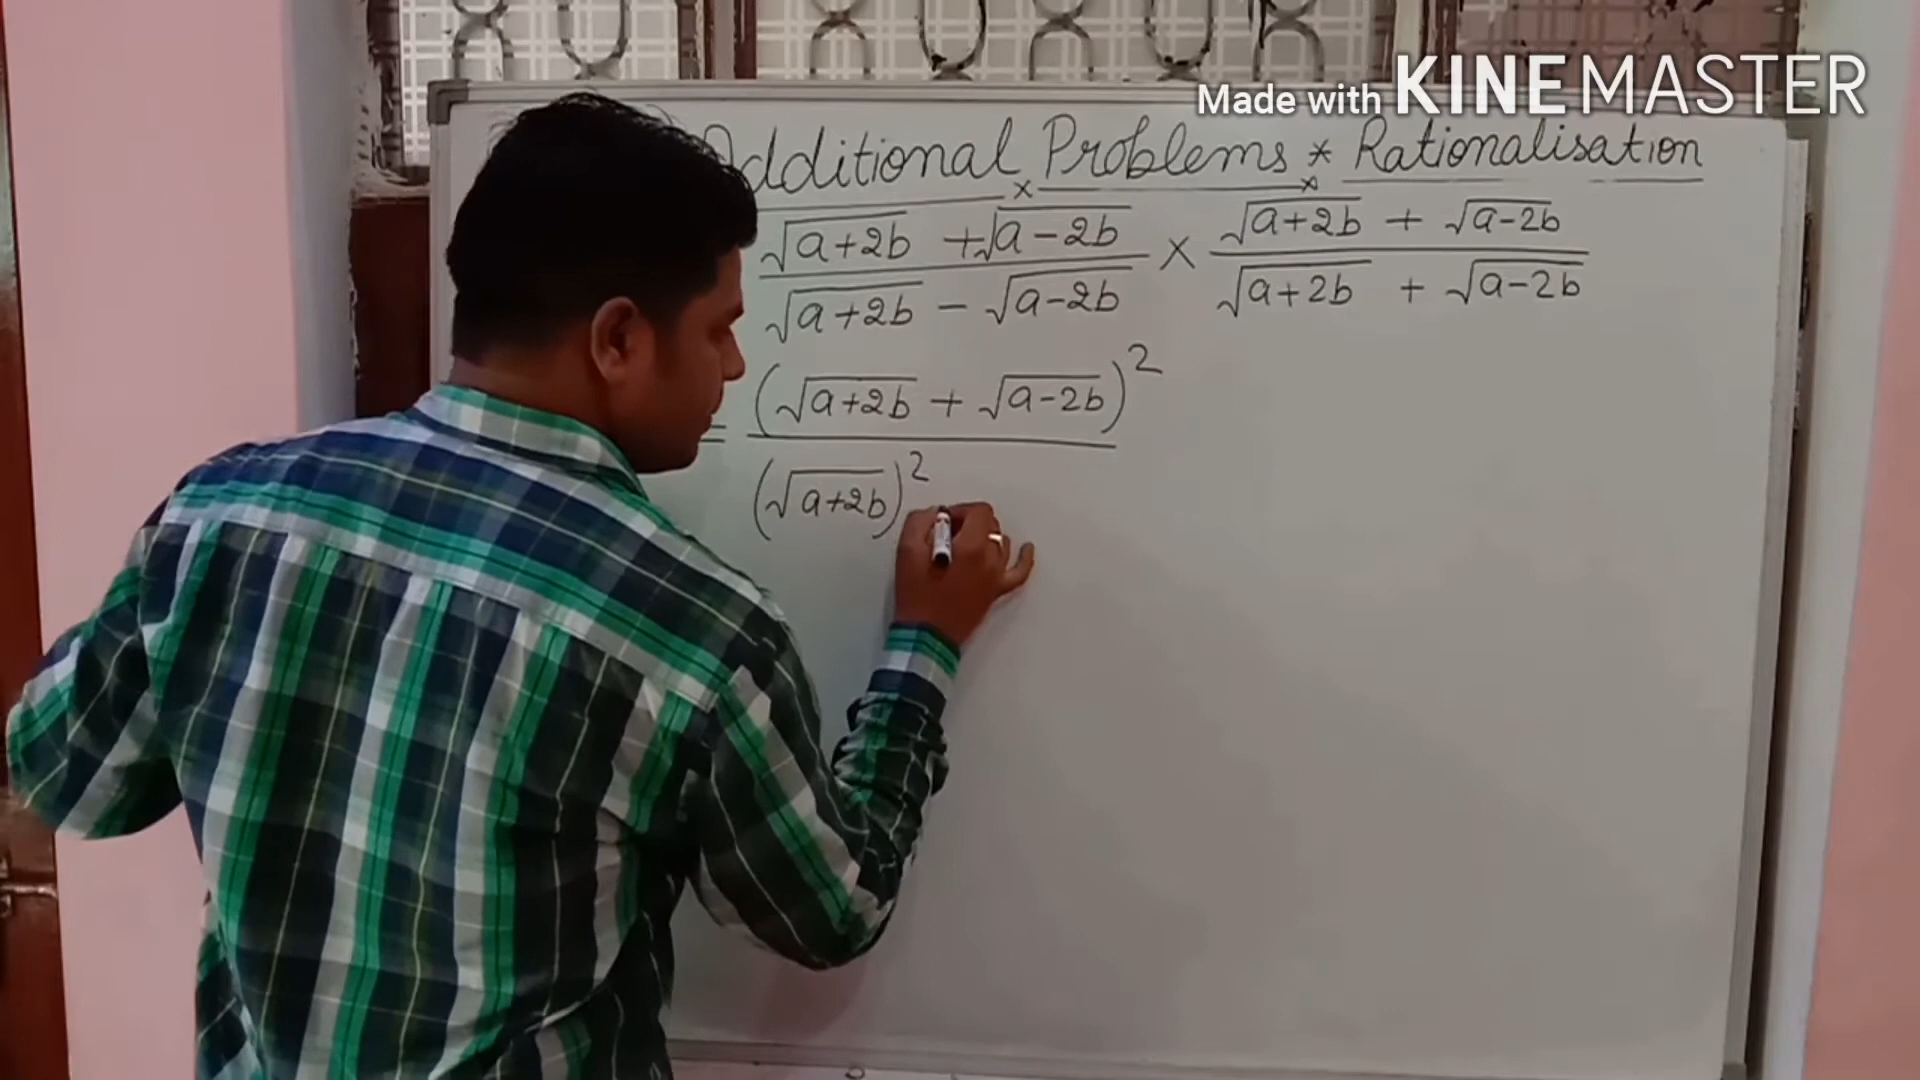 Made with KINEMASTER
Additional Problems * Rationalisation
√a+2b + √a-2b / √a+2b - √a-2b × √a+2b + √a-2b / √a+2b + √a-2b
= (√a+2b + √a-2b)² / (√a+2b)²